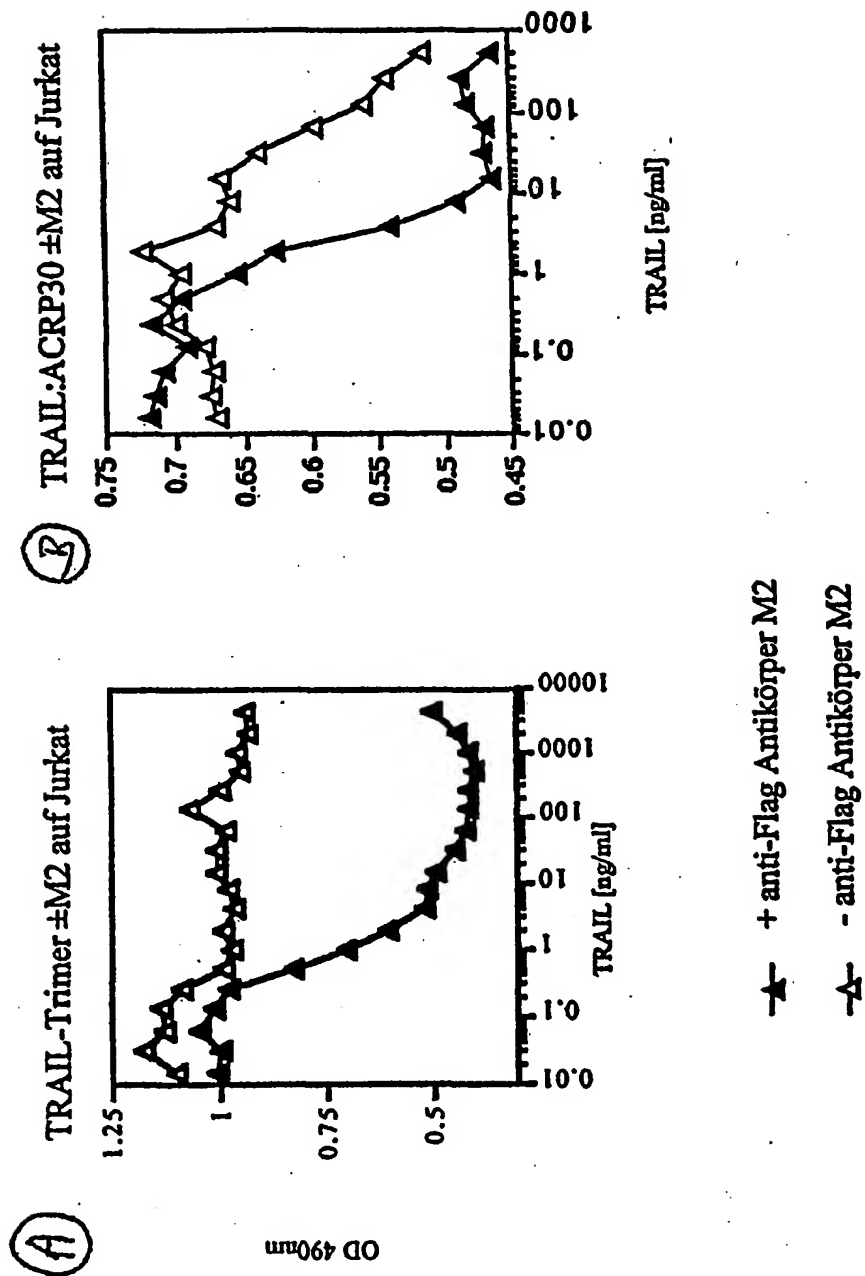 A
TRAIL-Trimer ±M2 auf Jurkat
OD 490nm
1.25
1
0.75
0.5
0.01
0.1
1
10
100
1000
10000
TRAIL [ng/ml]
B
TRAIL:ACRP30 ±M2 auf Jurkat
0.75
0.7
0.65
0.6
0.55
0.5
0.45
0.01
0.1
1
10
100
1000
TRAIL [ng/ml]
+ anti-Flag Antikörper M2
- anti-Flag Antikörper M2